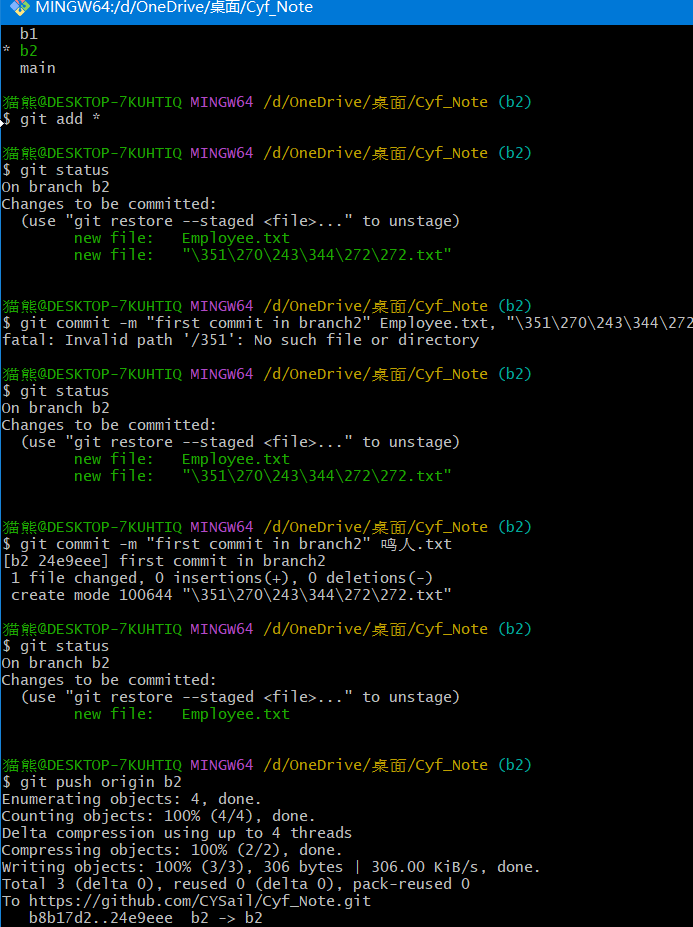 MINGW64:/d/OneDrive/桌面/Cyf_Note
b1
* b2
main
猫熊@DESKTOP-7KUHTIQ MINGW64 /d/OneDrive/桌面/Cyf_Note (b2)
$ git add *
猫熊@DESKTOP-7KUHTIQ MINGW64 /d/OneDrive/桌面/Cyf_Note (b2)
$ git status
On branch b2
Changes to be committed:
(use "git restore --staged <file>..." to unstage)
new file:   Employee.txt
new file:   "\351\270\243\344\272\272.txt"
猫熊@DESKTOP-7KUHTIQ MINGW64 /d/OneDrive/桌面/Cyf_Note (b2)
$ git commit -m "first commit in branch2" Employee.txt, "\351\270\243\344\272
fatal: Invalid path '/351': No such file or directory
猫熊@DESKTOP-7KUHTIQ MINGW64 /d/OneDrive/桌面/Cyf_Note (b2)
$ git status
On branch b2
Changes to be committed:
(use "git restore --staged <file>..." to unstage)
new file:   Employee.txt
new file:   "\351\270\243\344\272\272.txt"
猫熊@DESKTOP-7KUHTIQ MINGW64 /d/OneDrive/桌面/Cyf_Note (b2)
$ git commit -m "first commit in branch2" 鸣人.txt
[b2 24e9eee] first commit in branch2
1 file changed, 0 insertions(+), 0 deletions(-)
create mode 100644 "\351\270\243\344\272\272.txt"
猫熊@DESKTOP-7KUHTIQ MINGW64 /d/OneDrive/桌面/Cyf_Note (b2)
$ git status
On branch b2
Changes to be committed:
(use "git restore --staged <file>..." to unstage)
new file:   Employee.txt
猫熊@DESKTOP-7KUHTIQ MINGW64 /d/OneDrive/桌面/Cyf_Note (b2)
$ git push origin b2
Enumerating objects: 4, done.
Counting objects: 100% (4/4), done.
Delta compression using up to 4 threads
Compressing objects: 100% (2/2), done.
Writing objects: 100% (3/3), 306 bytes | 306.00 KiB/s, done.
Total 3 (delta 0), reused 0 (delta 0), pack-reused 0
To https://github.com/CYSail/Cyf_Note.git
b8b17d2..24e9eee  b2 -> b2